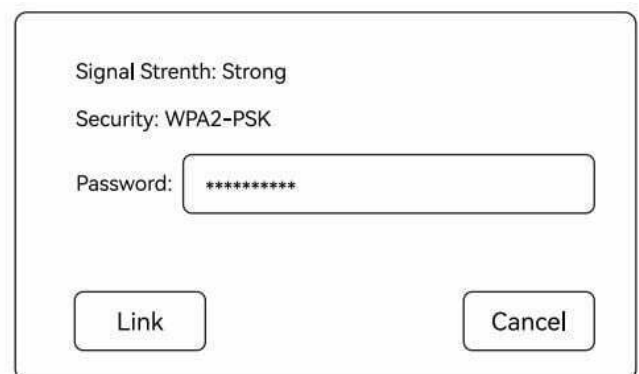 Signal Strenth: Strong
Security: WPA2-PSK
Password: **********
Link
Cancel